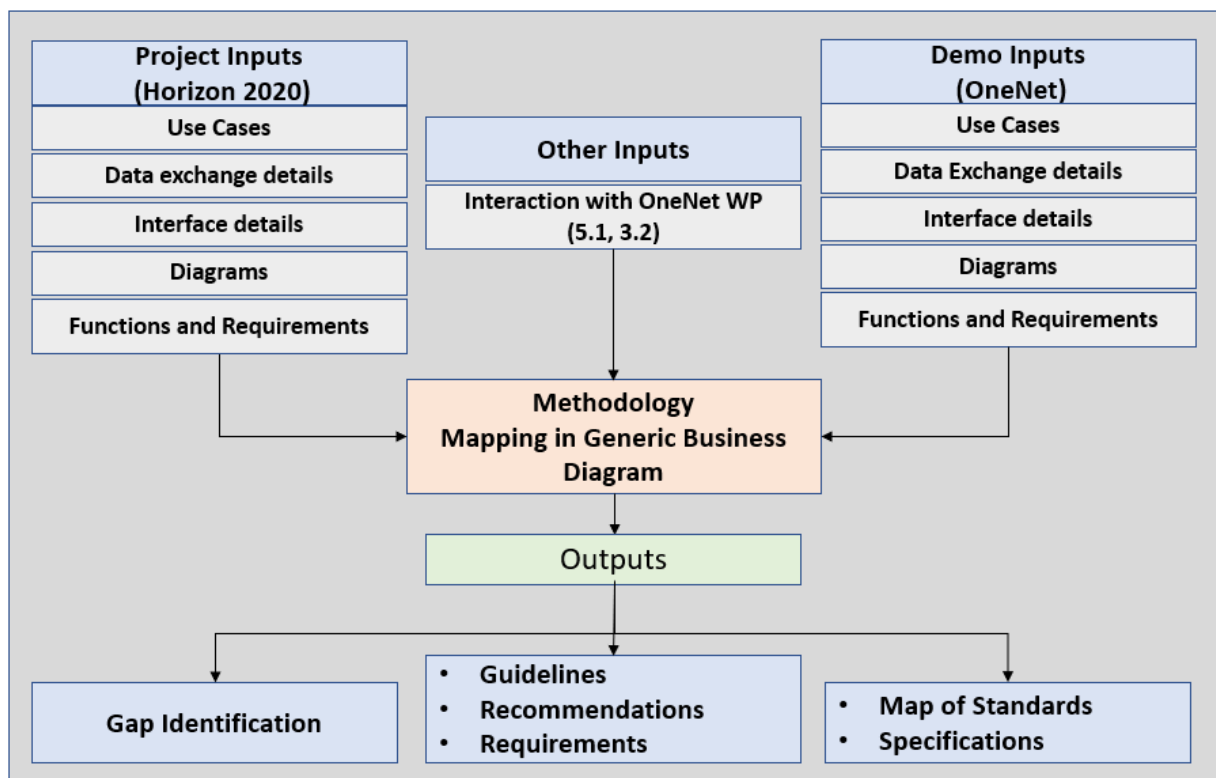 Project Inputs
(Horizon 2020)
Use Cases
Data exchange details
Interface details
Diagrams
Functions and Requirements
Other Inputs
Interaction with OneNet WP
(5.1, 3.2)
Demo Inputs
(OneNet)
Use Cases
Data Exchange details
Interface details
Diagrams
Functions and Requirements
Methodology
Mapping in Generic Business
Diagram
Outputs
Gap Identification
• Guidelines
• Recommendations
• Requirements
• Map of Standards
• Specifications